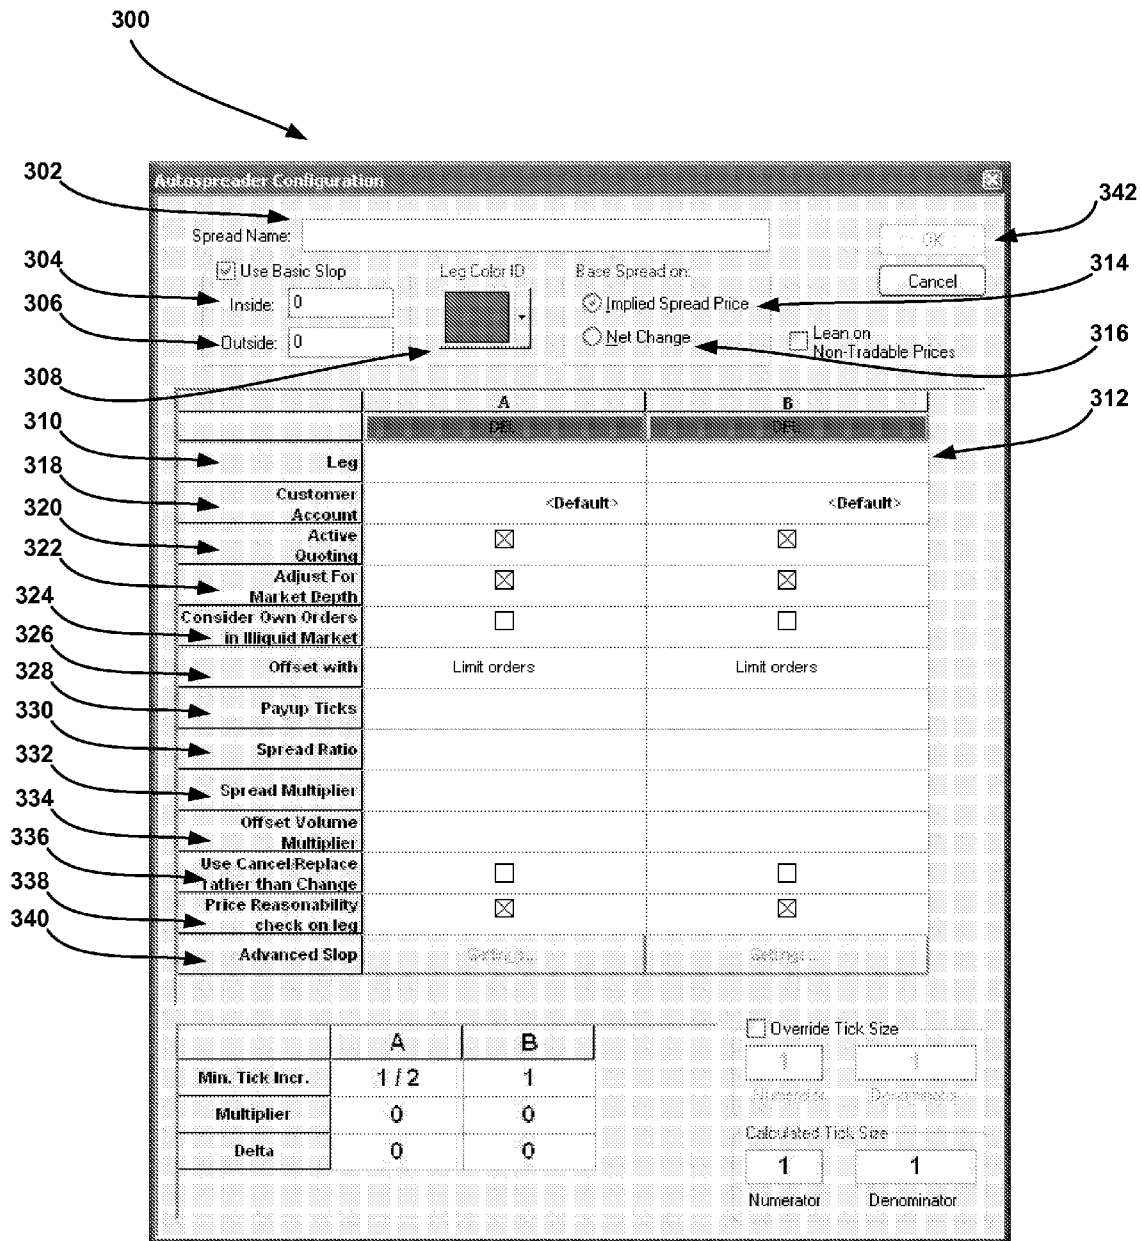 300
302
Autospreader Configuration
342
Spread Name:
OK
304
Use Basic Slop
Leg Color ID
Base Spread on:
314
Cancel
306
Inside: 0
Implied Spread Price
Outside: 0
Net Change
Lean on
Non-Tradable Prices
316
308
312
A B
310
DEL DEL
Leg
318
Customer
Account
<Default> <Default>
320
Active
Quoting
322
Adjust For
Market Depth
324
Consider Own Orders
in Illiquid Market
326
Offset with Limit orders Limit orders
328
Payup Ticks
330
Spread Ratio
332
Spread Multiplier
334
Offset Volume
Multiplier
336
Use Cancel/Replace
rather than Change
338
Price Reasonability
check on leg
340
Advanced Slop Settings... Settings...
A B
Min. Tick Incr. 1 / 2 1
Multiplier 0 0
Delta 0 0
Override Tick Size
1 1
Numerator Denominator
Calculated Tick Size
1 1
Numerator Denominator